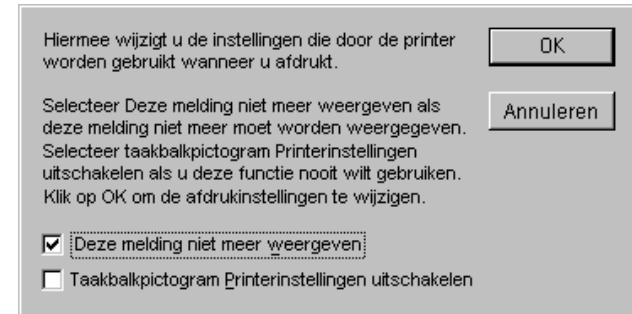 Hiermee wijzigt u de instellingen die door de printer
worden gebruikt wanneer u afdrukt.
OK
Annuleren
Selecteer Deze melding niet meer weergeven als
deze melding niet meer moet worden weergegeven.
Selecteer taakbalkpictogram Printerinstellingen
uitschakelen als u deze functie nooit wilt gebruiken.
Klik op OK om de afdrukinstellingen te wijzigen.
Deze melding niet meer weergeven
Taakbalkpictogram Printerinstellingen uitschakelen